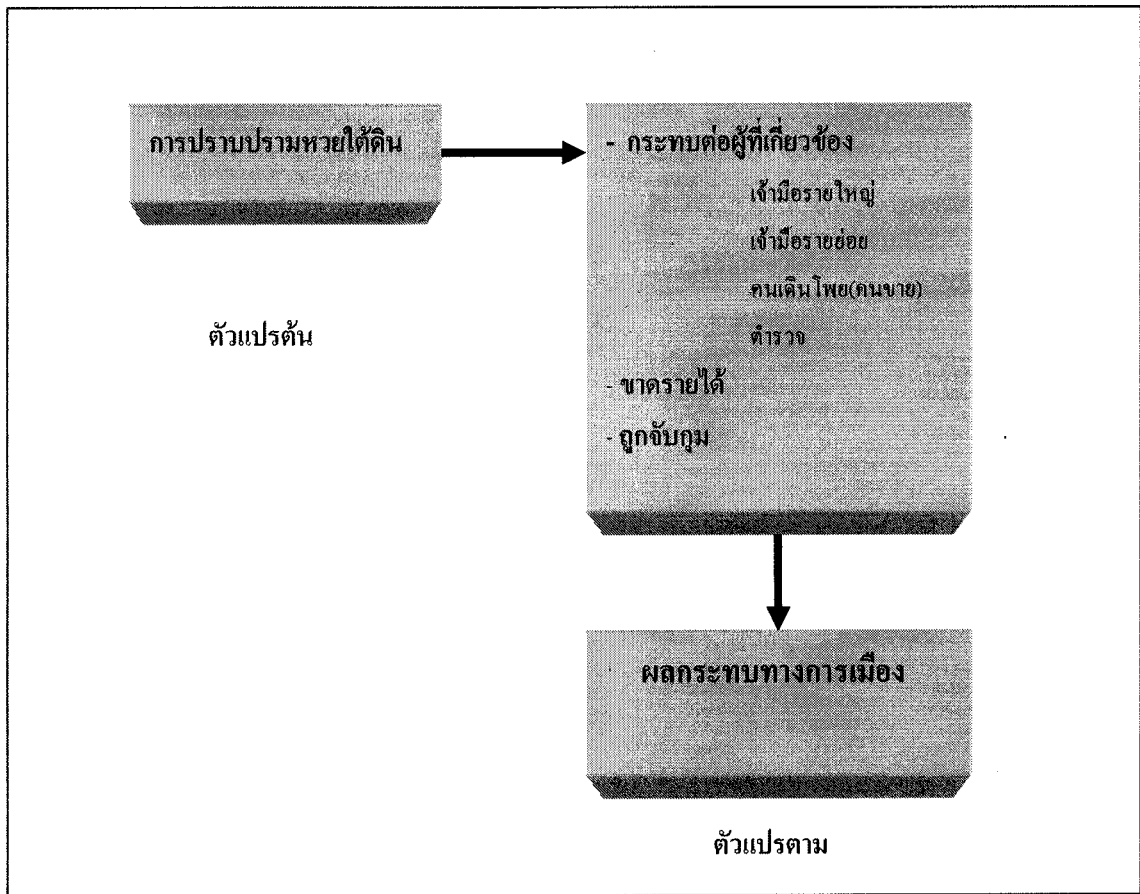 การปราบปรามหวยใต้ดิน
- กระทบต่อผู้ที่เกี่ยวข้อง
เจ้ามือรายใหญ่
เจ้ามือรายย่อย
คนเดินโพย(คนขาย)
ตำรวจ
- ขาดรายได้
- ถูกจับกุม
ตัวแปรต้น
ผลกระทบทางการเมือง
ตัวแปรตาม